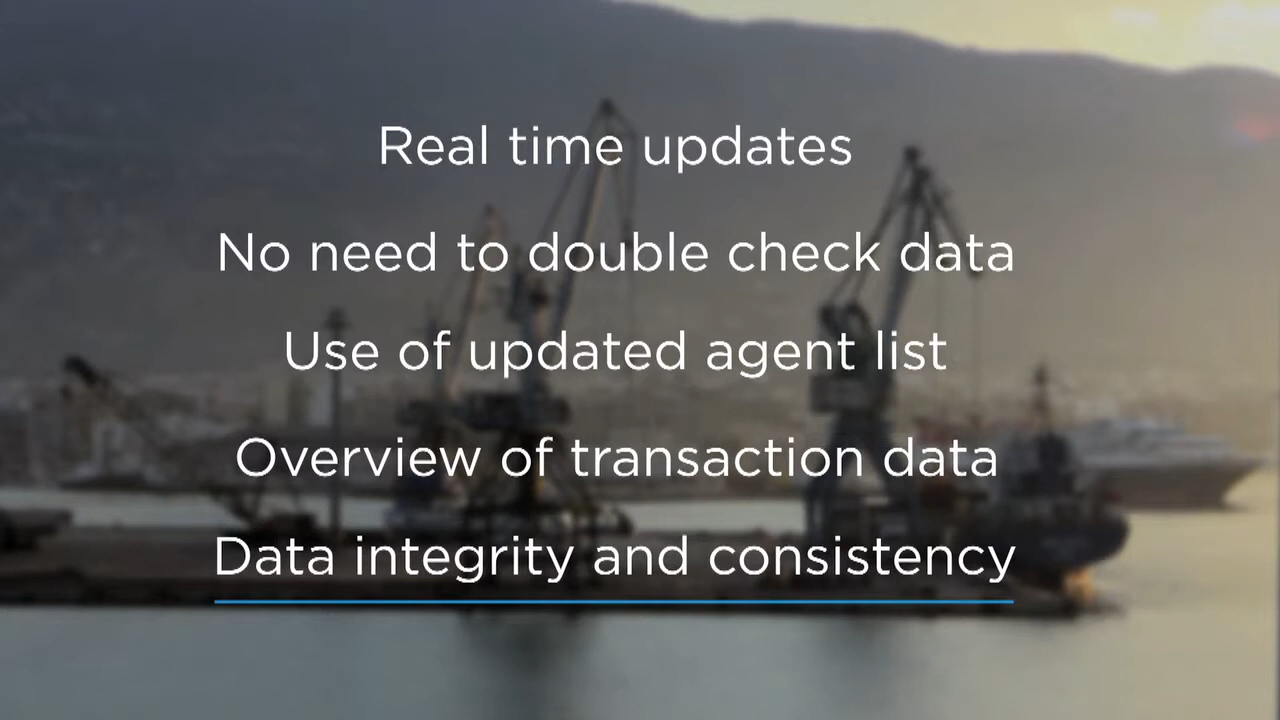 Real time updates
No need to double check data
Use of updated agent list
Overview of transaction data
Data integrity and consistency